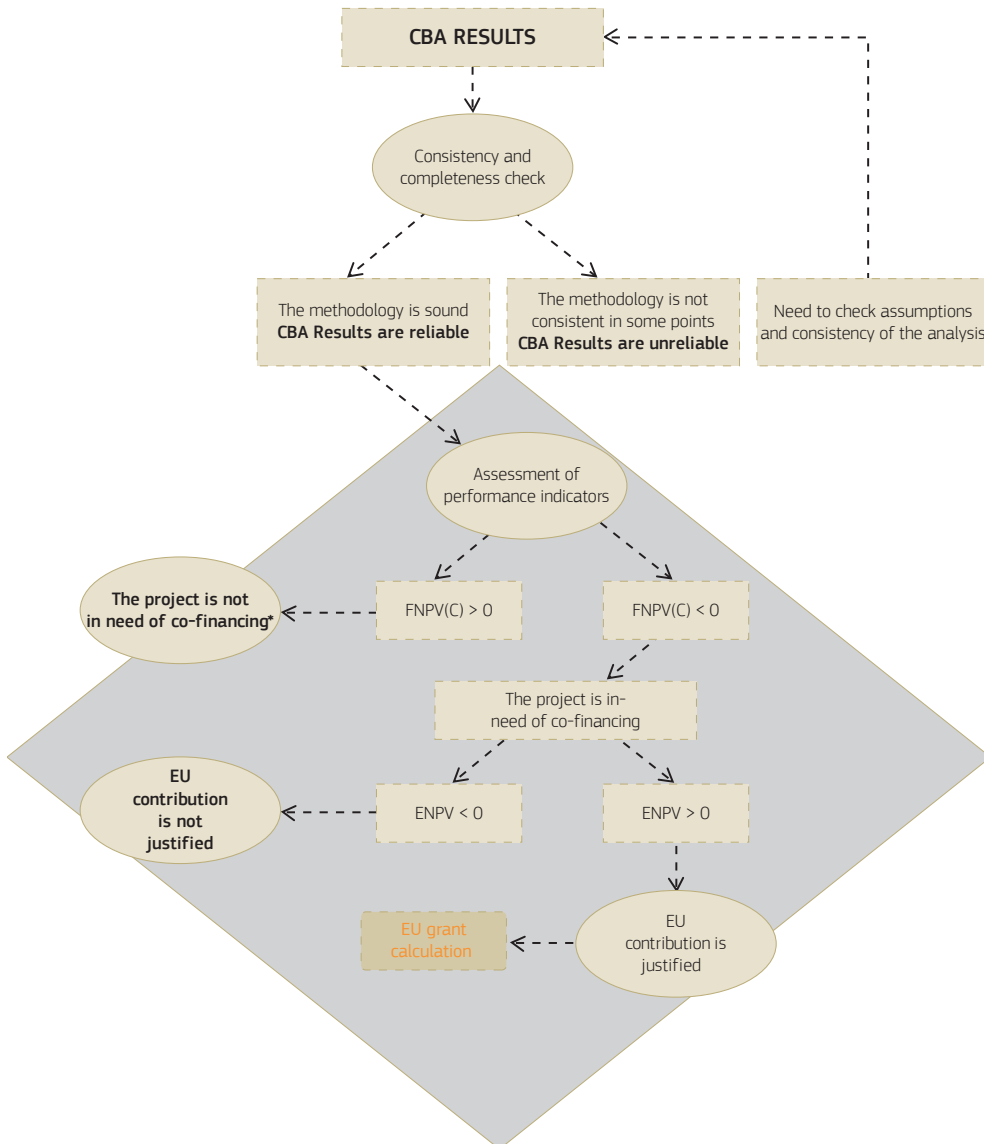 CBA RESULTS
Consistency and
completeness check
The methodology is sound
CBA Results are reliable
The methodology is not
consistent in some points
CBA Results are unreliable
Need to check assumptions
and consistency of the analysis
Assessment of
performance indicators
The project is not
in need of co-financing*
FNPV(C) > 0
FNPV(C) < 0
The project is in-
need of co-financing
EU
contribution
is not
justified
ENPV < 0
ENPV > 0
EU grant
calculation
EU
contribution is
justified